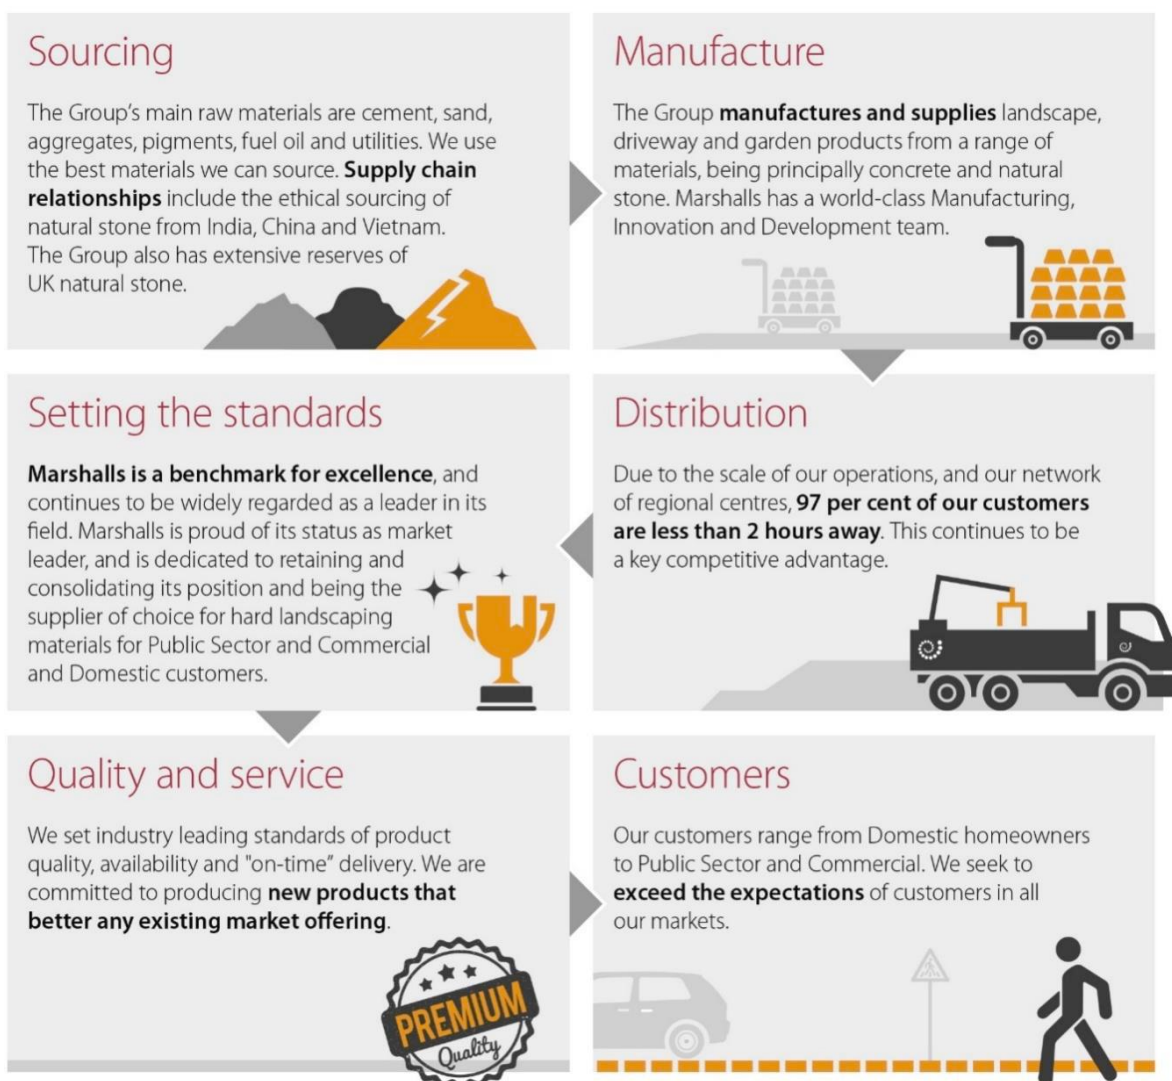 Sourcing
The Group's main raw materials are cement, sand,
aggregates, pigments, fuel oil and utilities. We use
the best materials we can source. Supply chain
relationships include the ethical sourcing of
natural stone from India, China and Vietnam.
The Group also has extensive reserves of
UK natural stone.
Manufacture
The Group manufactures and supplies landscape,
driveway and garden products from a range of
materials, being principally concrete and natural
stone. Marshalls has a world-class Manufacturing,
Innovation and Development team.
Distribution
Due to the scale of our operations, and our network
of regional centres, 97 per cent of our customers
are less than 2 hours away. This continues to be
a key competitive advantage.
Setting the standards
Marshalls is a benchmark for excellence, and
continues to be widely regarded as a leader in its
field. Marshalls is proud of its status as market
leader, and is dedicated to retaining and
consolidating its position and being the
supplier of choice for hard landscaping
materials for Public Sector and Commercial
and Domestic customers.
Quality and service
We set industry leading standards of product
quality, availability and "on-time” delivery. We are
committed to producing new products that
better any existing market offering.
PREMIUM
Quality
Customers
Our customers range from Domestic homeowners
to Public Sector and Commercial. We seek to
exceed the expectations of customers in all
our markets.